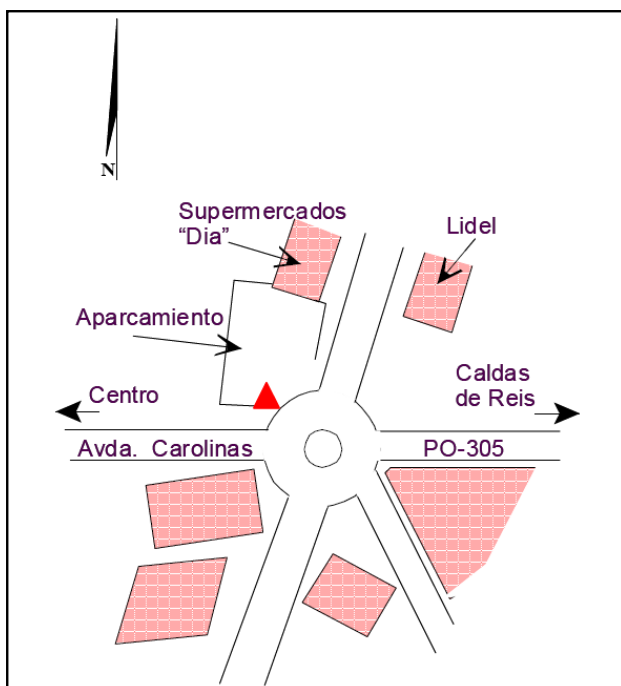 N
Supermercados
“Dia”
Lidel
Aparcamiento
Centro
Caldas
de Reis
Avda. Carolinas
PO-305